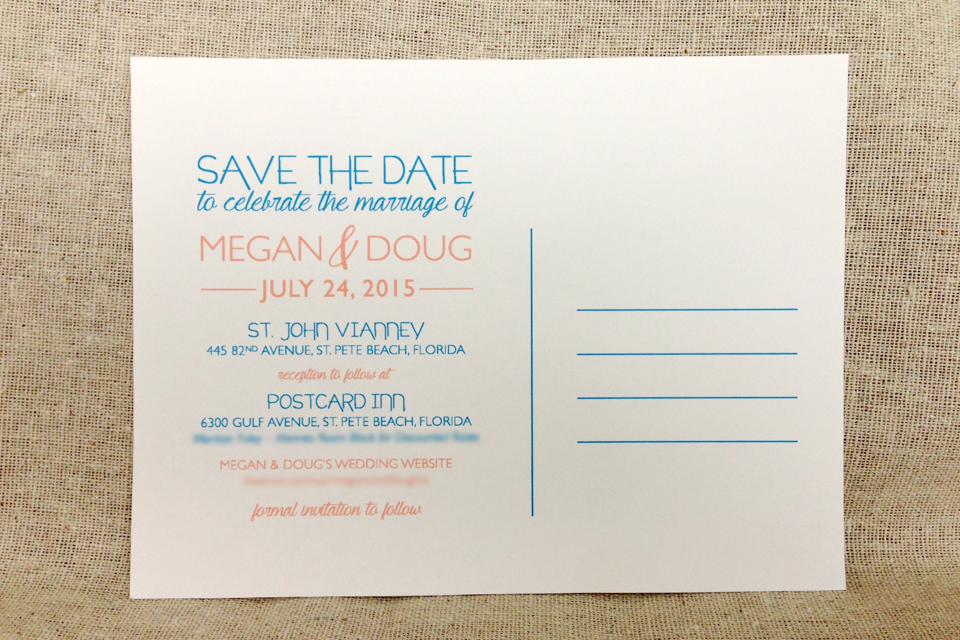 SAVE THE DATE
to celebrate the marriage of
MEGAN & DOUG
JULY 24, 2015
ST. JOHN VIANNEY
445 82ND AVENUE, ST. PETE BEACH, FLORIDA
reception to follow at
POSTCARD INN
6300 GULF AVENUE, ST. PETE BEACH, FLORIDA
MEGAN & DOUG'S WEDDING WEBSITE
formal invitation to follow